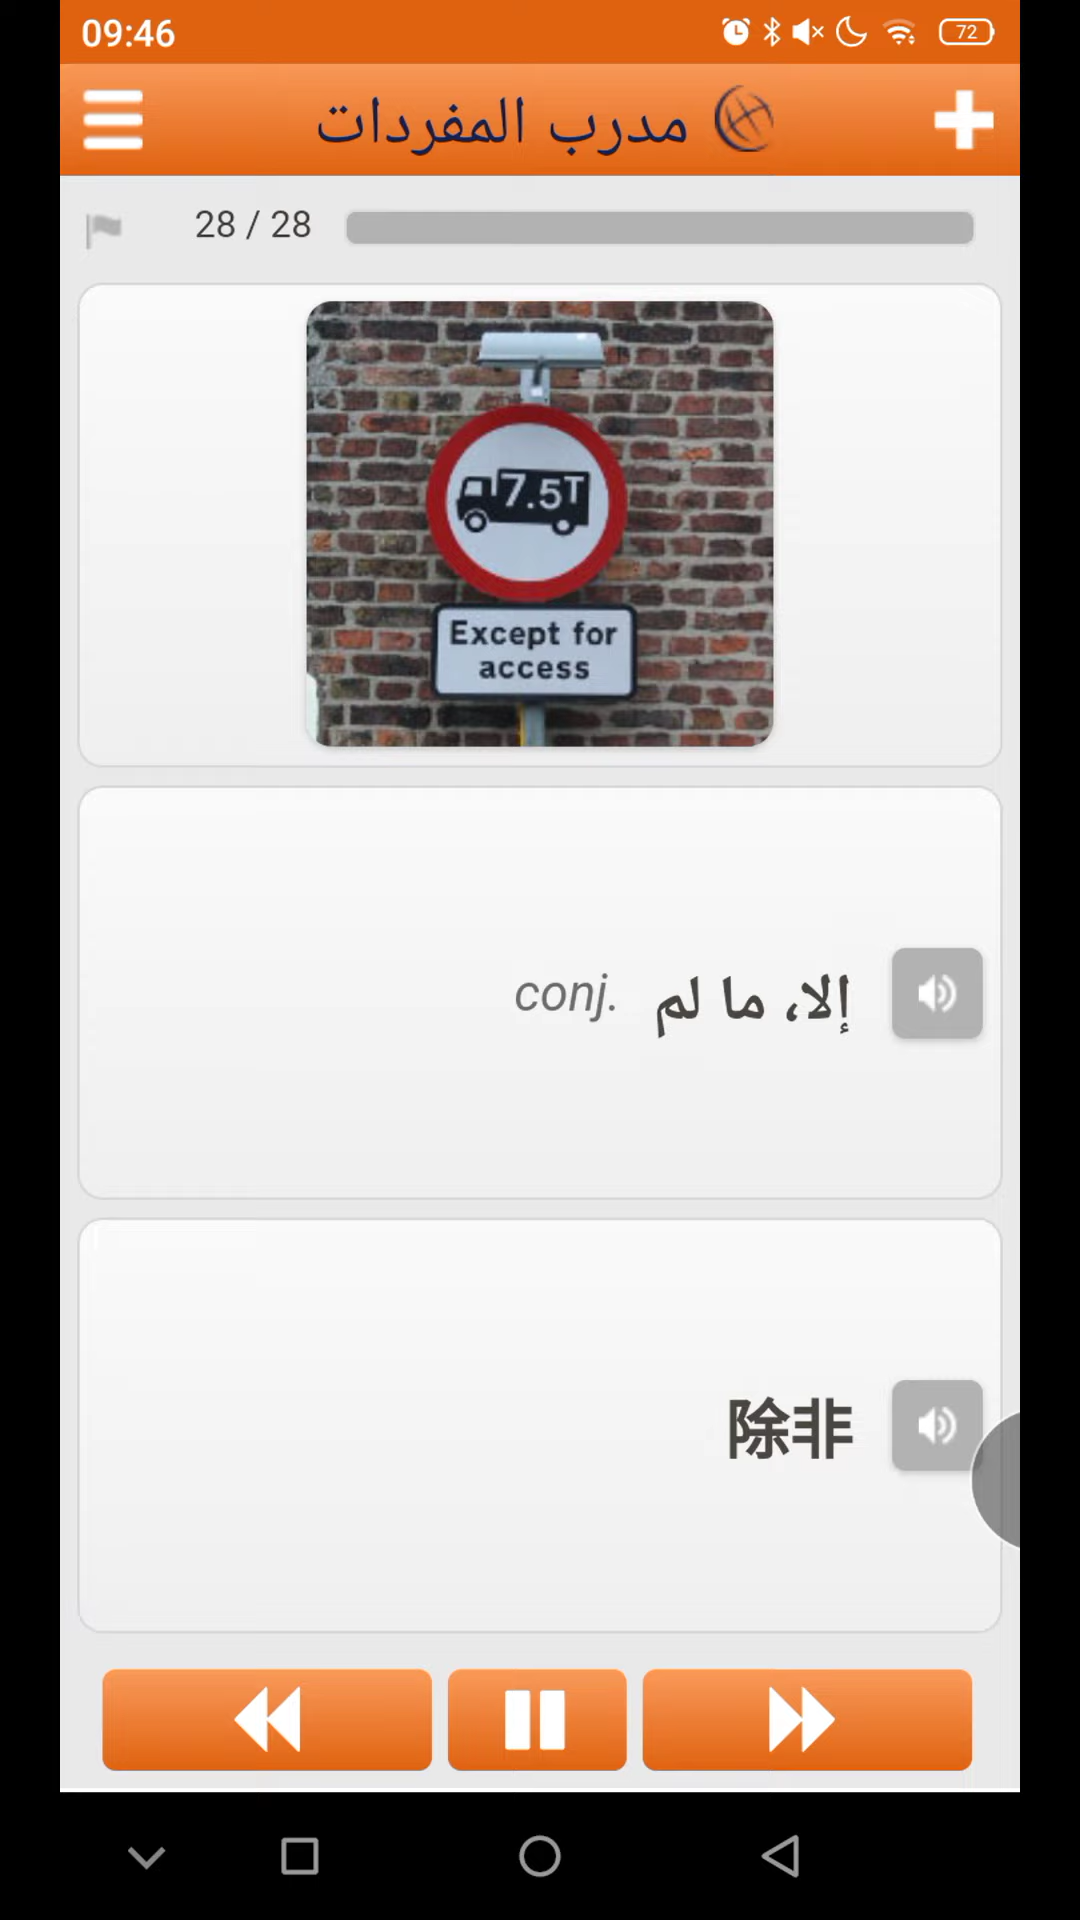 09:46
72
مدرب المفردات
28 / 28
7.5T
Except for
access
إلا، ما لم conj.
除非